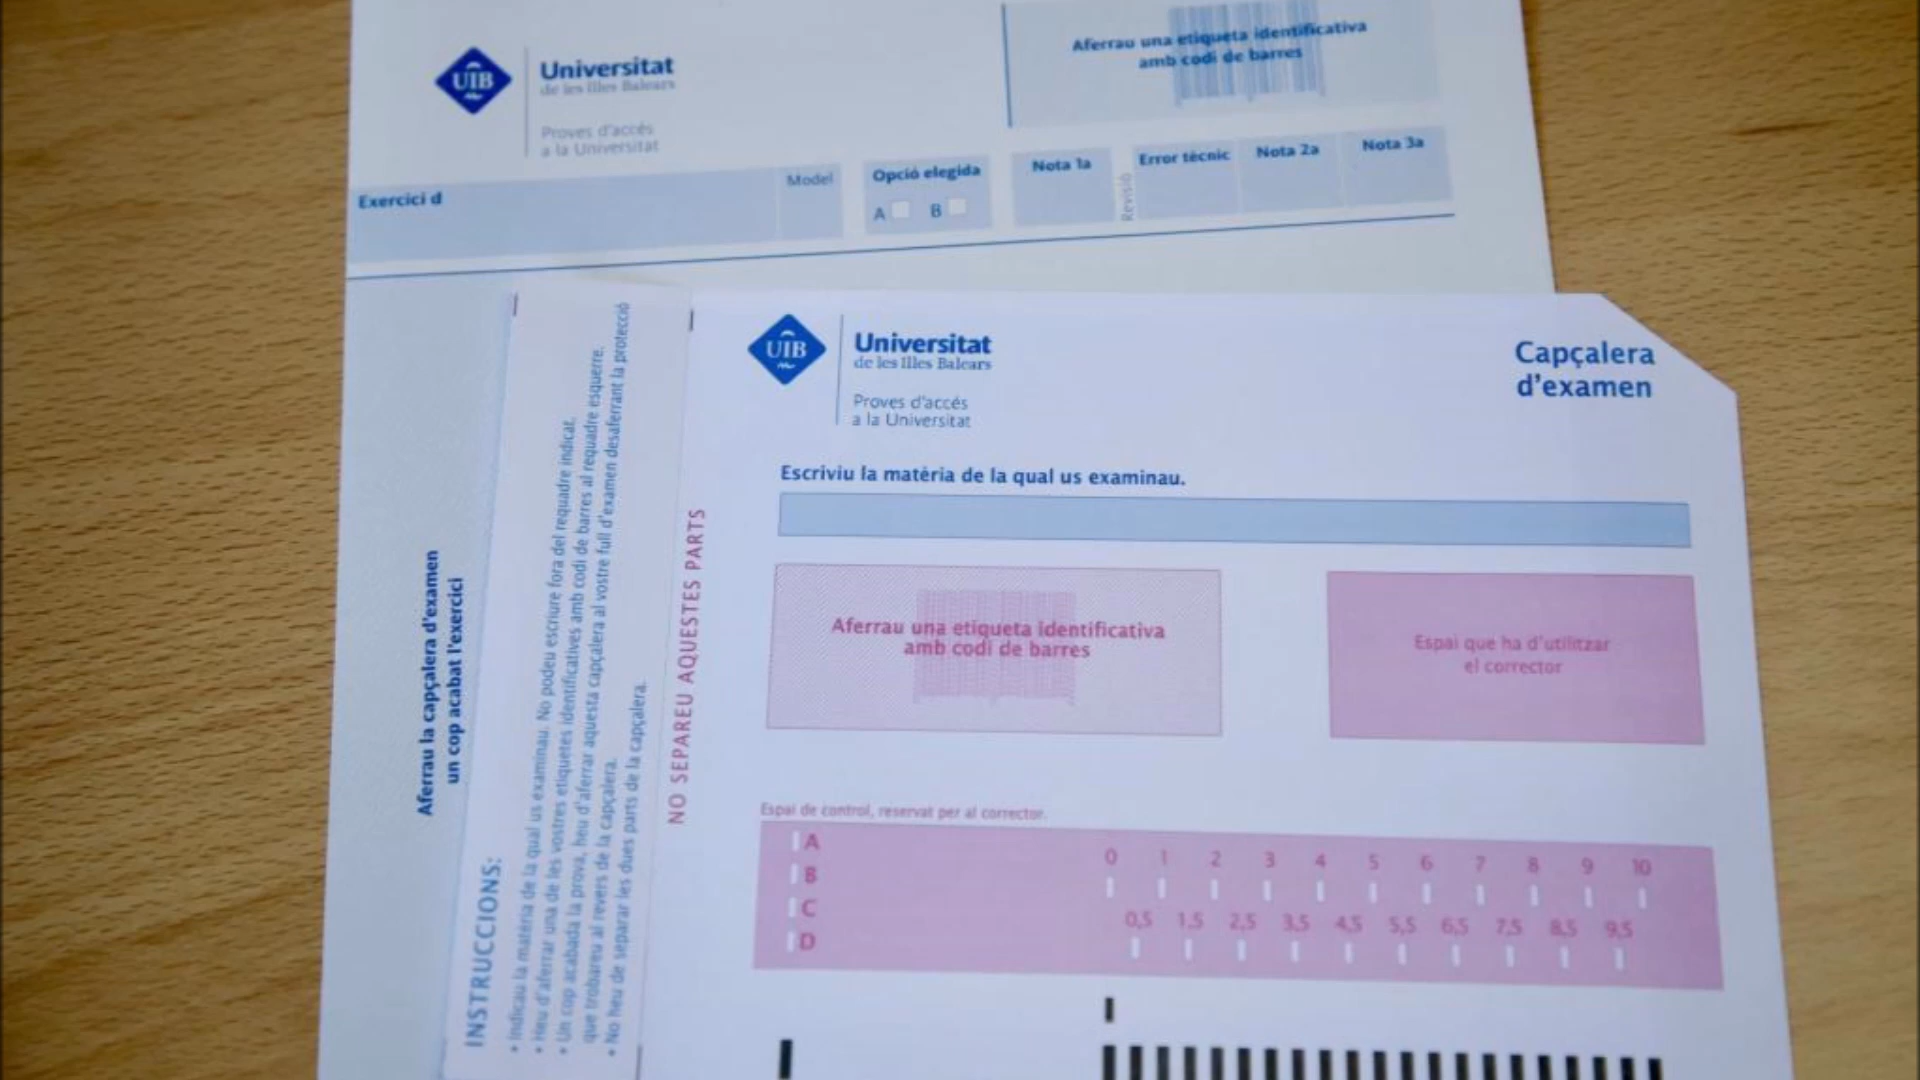 UIB
Universitat
de les Illes Balears
Proves d'accés
a la Universitat
Aferrau una etiqueta identificativa
amb codi de barres
Exercici d
Model
Opció elegida
A B
Nota 1a
Revisió
Error tècnic
Nota 2a
Nota 3a
Aferrau la capçalera d'examen
un cop acabat l'exercici
INSTRUCCIONS:
• Indicau la matèria de la qual us examinau. No podeu escriure fora del requadre indicat.
• Heu d'aferrar una de les vostres etiquetes identificatives amb codi de barres al requadre esquerre.
• Un cop acabada la prova, heu d'aferrar aquesta capçalera al vostre full d'examen desaferrant la protecció
que trobareu al revers de la capçalera.
• No heu de separar les dues parts de la capçalera.
NO SEPAREU AQUESTES PARTS
UIB
Universitat
de les Illes Balears
Proves d'accés
a la Universitat
Capçalera
d'examen
Escriviu la matèria de la qual us examinau.
Aferrau una etiqueta identificativa
amb codi de barres
Espai que ha d'utilitzar
el corrector
Espai de control, reservat per al corrector.
A
B
C
D
0 1 2 3 4 5 6 7 8 9 10
0,5 1,5 2,5 3,5 4,5 5,5 6,5 7,5 8,5 9,5